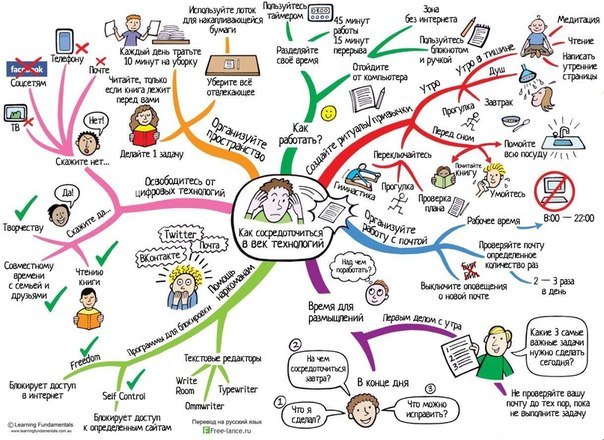 Как сосредоточиться
в век технологий
Как работать?
Разделяйте
своё время
Пользуйтесь
таймером
45 минут
работы
15 минут
перерыва
Отойдите
от компьютера
Зона
без интернета
Пользуйтесь
блокнотом
и ручкой
Создайте ритуалы/привычки
Утро
Утро в тишине
Медитация
Чтение
Написать
утренние
страницы
Душ
Завтрак
Прогулка
Перед сном
Помойте
всю посуду
Умойтесь
Почитайте
книгу
Переключайтесь
Гимнастика
Прогулка
Проверка
плана
Организуйте
работу с почтой
Рабочее время
8:00 — 22:00
Проверяйте почту
определенное
количество раз
2 — 3 раза
в день
Выключите оповещения
о новой почте
Время для
размышлений
Над чем
поработать?
Первым делом с утра
Какие 3 самые
важные задачи
нужно сделать
сегодня?
Не проверяйте вашу
почту до тех пор, пока
не выполните задачу
В конце дня
1
Что я
сделал?
2
На чем
сосредоточиться
завтра?
3
Что можно
исправить?
Помощь
наркоманам
Twitter
Почта
ВКонтакте
Программы для блокировки
Freedom
Блокирует доступ
в интернет
Self Control
Блокирует доступ
к определенным сайтам
Текстовые редакторы
Write
Room
Ommwriter
Typewriter
Освободитесь от
цифровых технологий
Скажите да...
Да!
Творчеству
Совместному
времени
с семьей и
друзьями
Чтению
книги
Скажите нет...
Нет!
ТВ
facebook
Соцсетям
Телефону
Почте
Организуйте
пространство
Делайте 1 задачу
Читайте, только
если книга лежит
перед вами
Каждый день тратьте
10 минут на уборку
Уберите всё
отвлекающее
Используйте лоток
для накапливающейся
бумаги
© Learning Fundamentals
www.learningfundamentals.com.au
Перевод на русский язык
Free-lance.ru